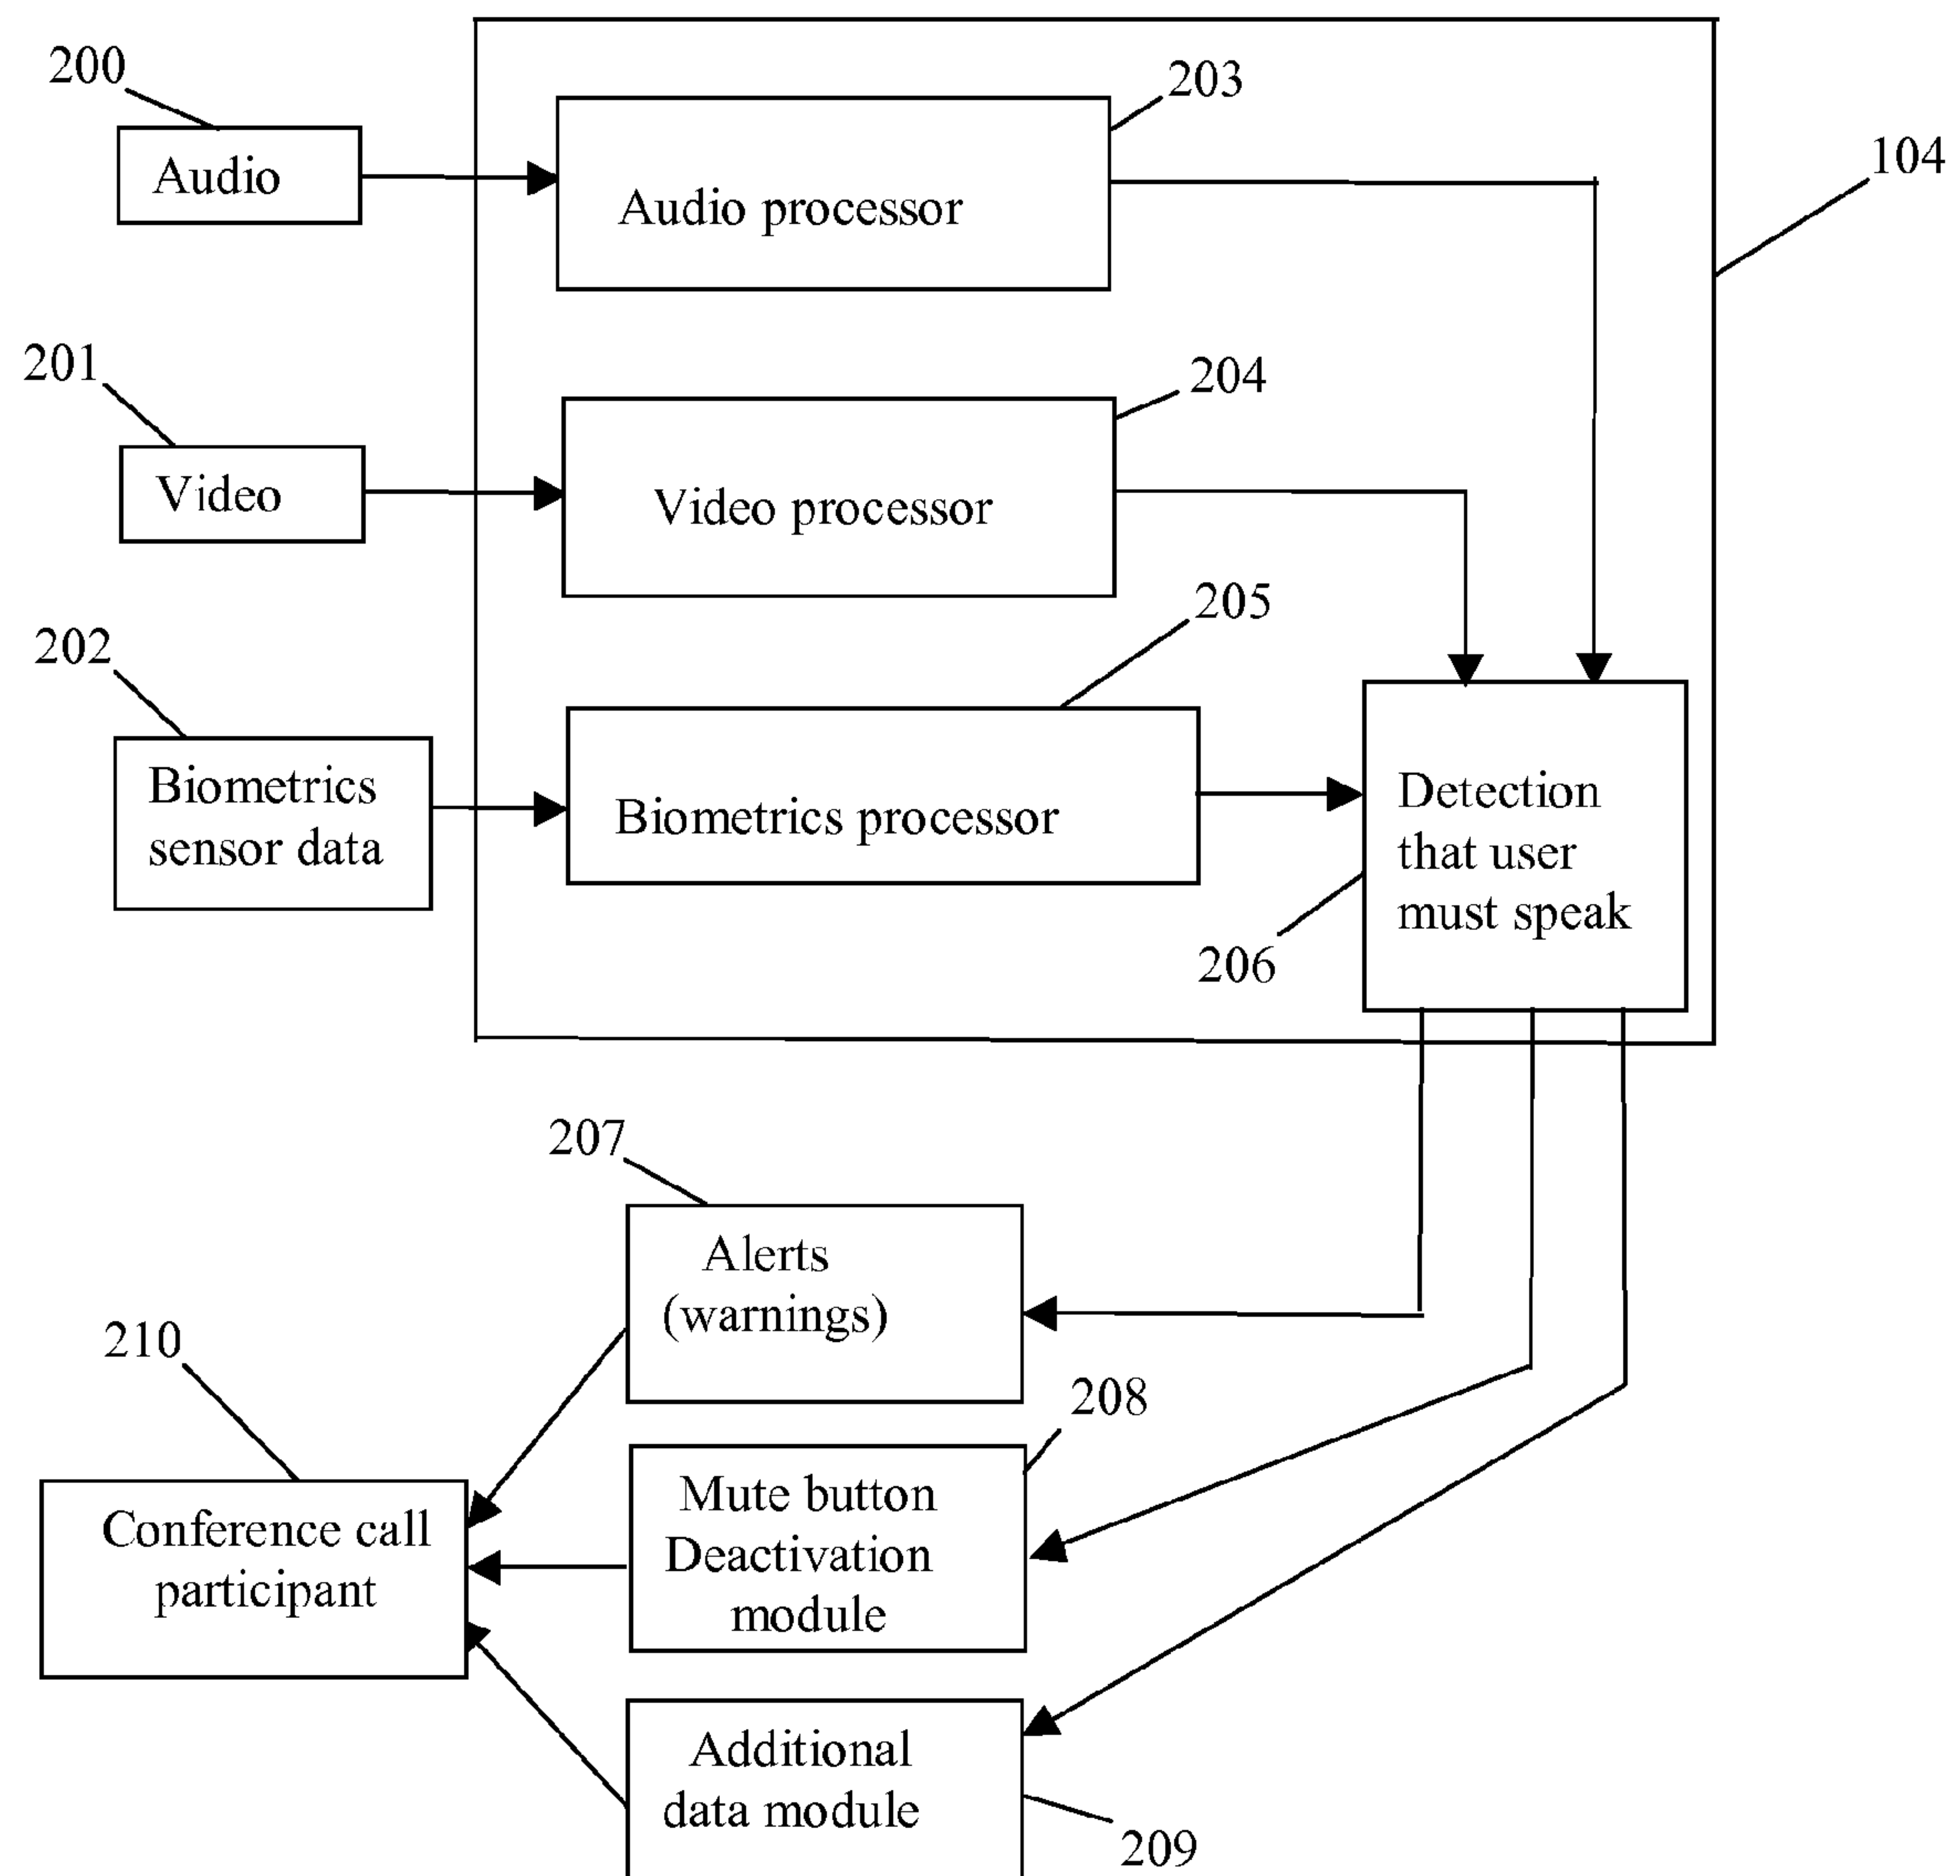 200
203
104
Audio
Audio processor
201
204
Video
Video processor
205
202
Biometrics
sensor data
Biometrics processor
Detection
that user
must speak
206
207
Alerts
(warnings)
210
208
Conference call
participant
Mute button
Deactivation
module
Additional
data module
209